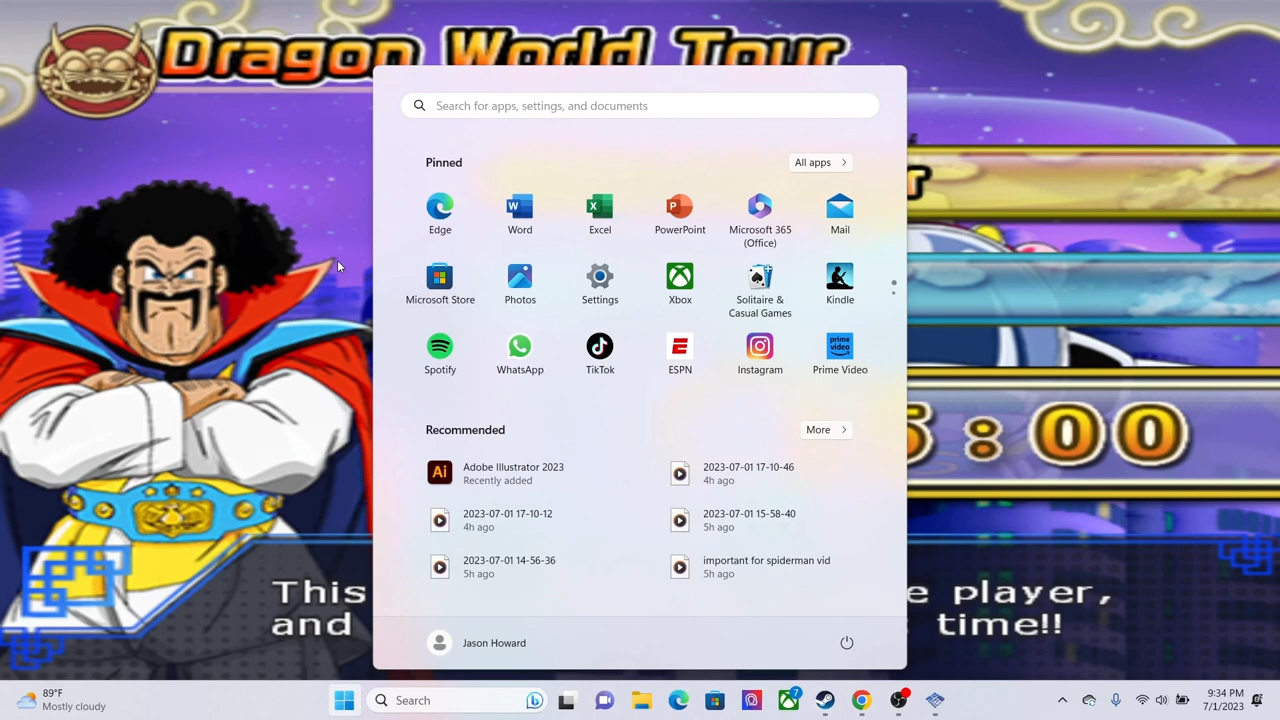 Dragon World Tour
Search for apps, settings, and documents
Pinned
All apps
Edge
Word
Excel
PowerPoint
Microsoft 365
(Office)
Mail
Microsoft Store
Photos
Settings
Xbox
Solitaire &
Casual Games
Kindle
Spotify
WhatsApp
TikTok
ESPN
Instagram
prime
video
Prime Video
Recommended
More
Ai
Adobe Illustrator 2023
Recently added
2023-07-01 17-10-46
4h ago
2023-07-01 17-10-12
4h ago
2023-07-01 15-58-40
5h ago
2023-07-01 14-56-36
5h ago
important for spiderman vid
5h ago
:00
This
player,
and
time!!
Jason Howard
89°F
Mostly cloudy
Search
7
9:34 PM
7/1/2023